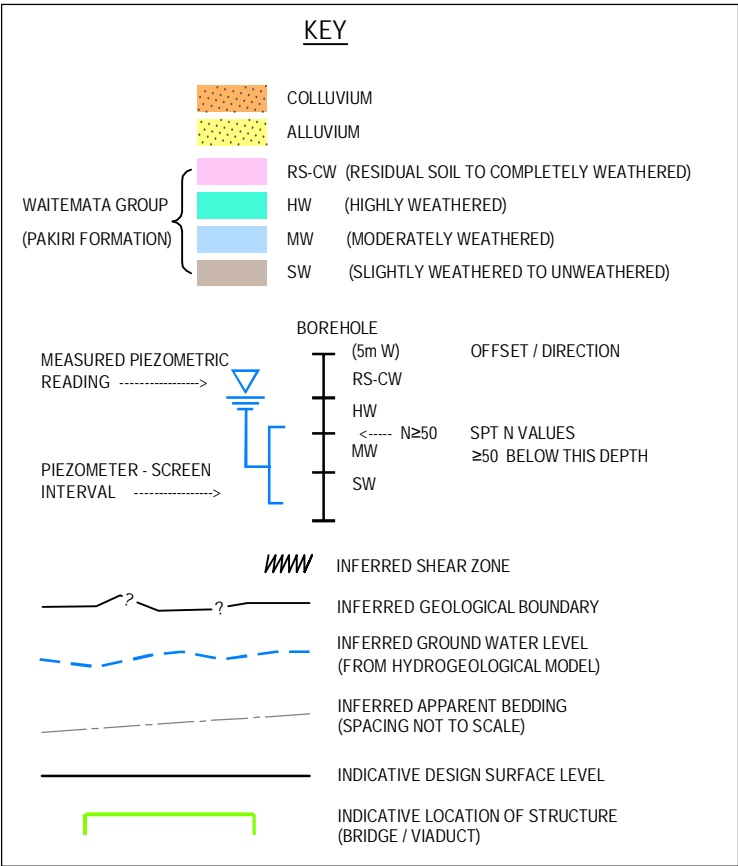 KEY
COLLUVIUM
ALLUVIUM
WAITEMATA GROUP
(PAKIRI FORMATION)
RS-CW (RESIDUAL SOIL TO COMPLETELY WEATHERED)
HW (HIGHLY WEATHERED)
MW (MODERATELY WEATHERED)
SW (SLIGHTLY WEATHERED TO UNWEATHERED)
BOREHOLE
(5m W) OFFSET / DIRECTION
MEASURED PIEZOMETRIC
READING ----------------->
RS-CW
HW
<----- N≥50 SPT N VALUES
MW ≥50 BELOW THIS DEPTH
PIEZOMETER - SCREEN
INTERVAL ----------------->
SW
INFERRED SHEAR ZONE
? ? INFERRED GEOLOGICAL BOUNDARY
INFERRED GROUND WATER LEVEL
(FROM HYDROGEOLOGICAL MODEL)
INFERRED APPARENT BEDDING
(SPACING NOT TO SCALE)
INDICATIVE DESIGN SURFACE LEVEL
INDICATIVE LOCATION OF STRUCTURE
(BRIDGE / VIADUCT)